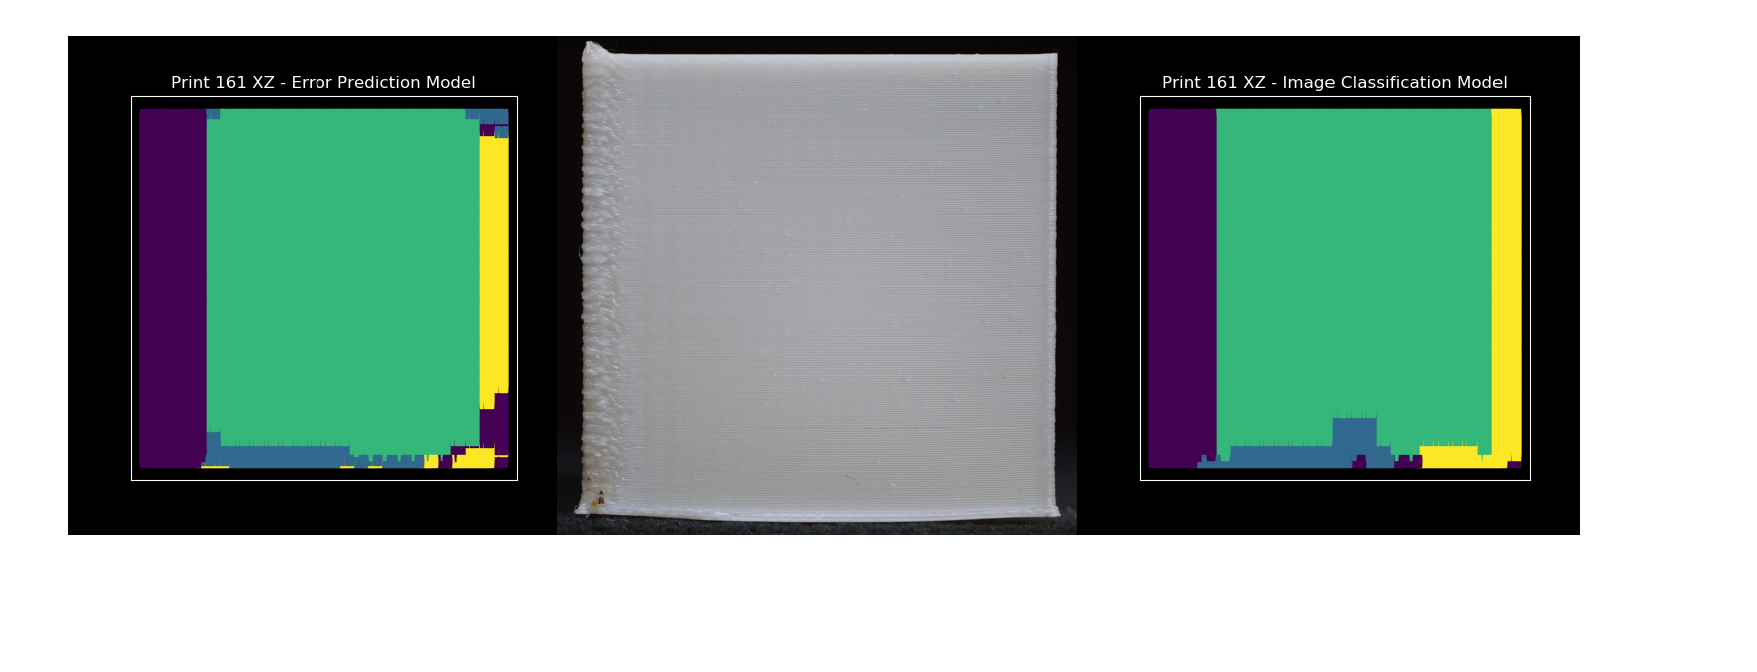 Print 161 XZ - Error Prediction Model
Print 161 XZ - Image Classification Model